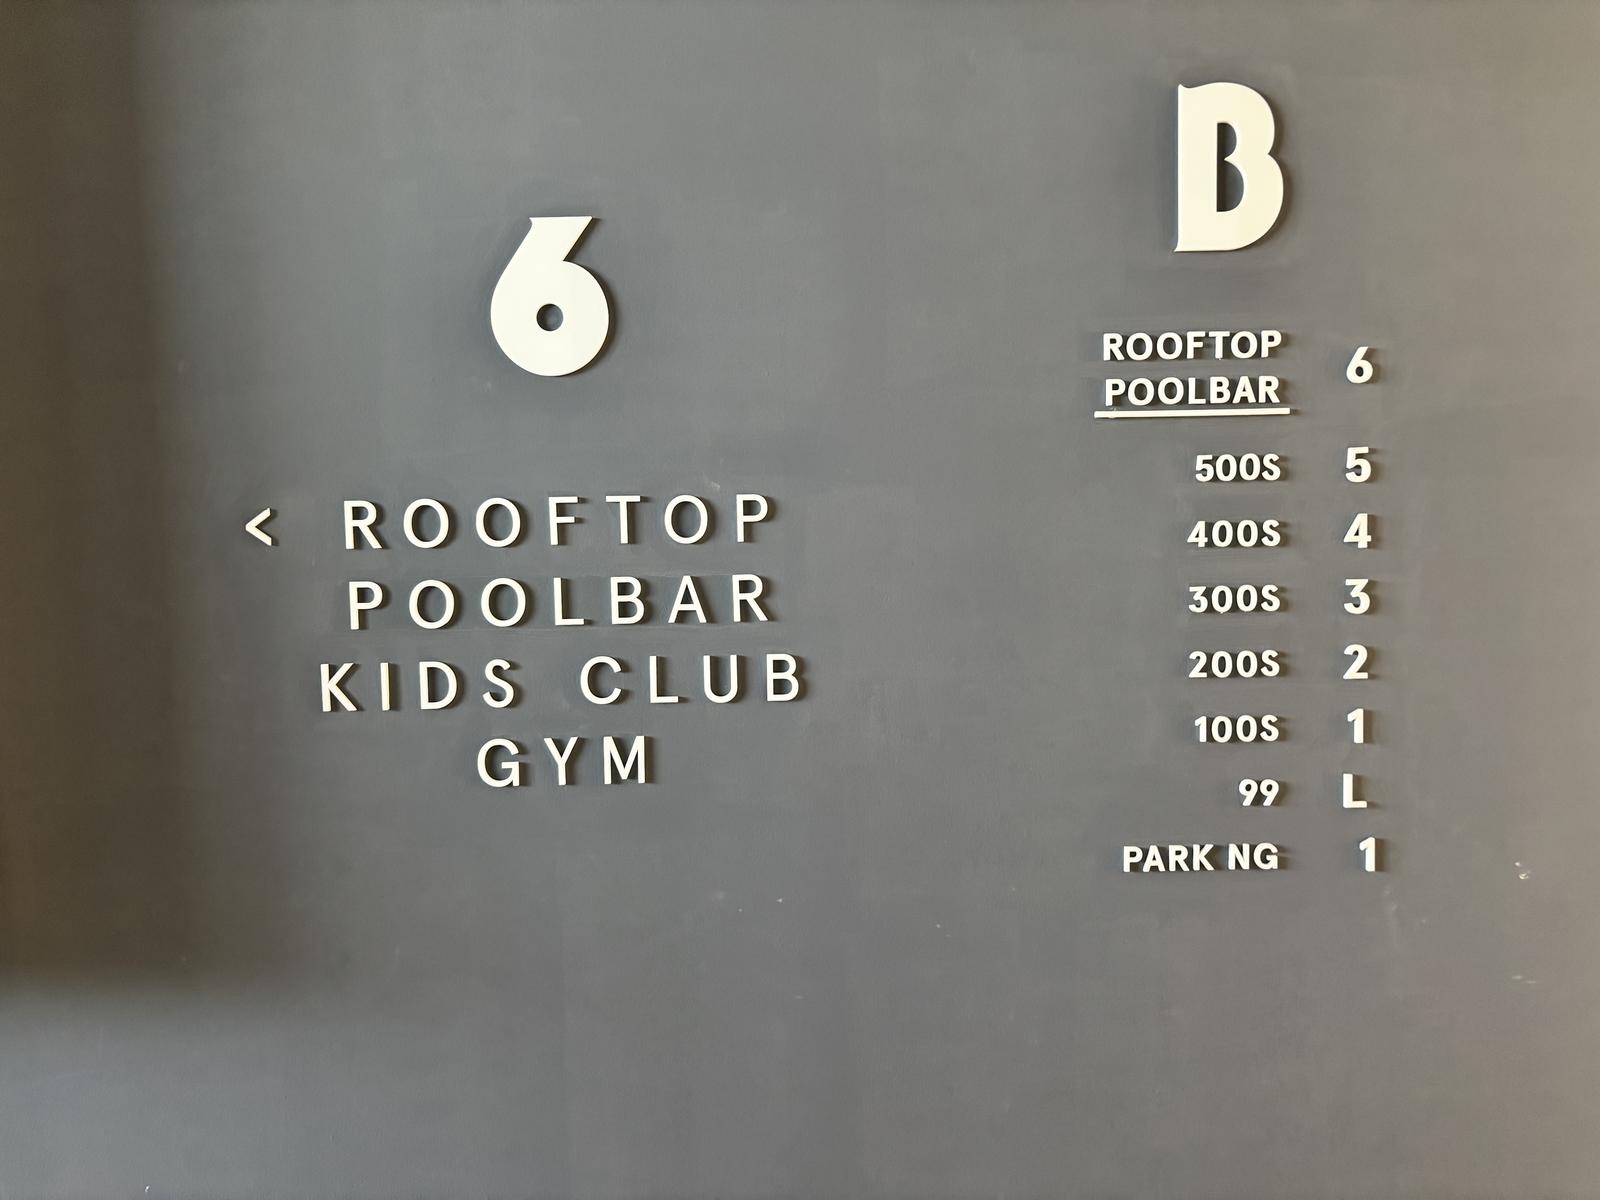 6
< ROOFTOP
POOLBAR
KIDS CLUB
GYM
B
ROOFTOP
POOLBAR 6
500S 5
400S 4
300S 3
200S 2
100S 1
99 L
PARK NG 1